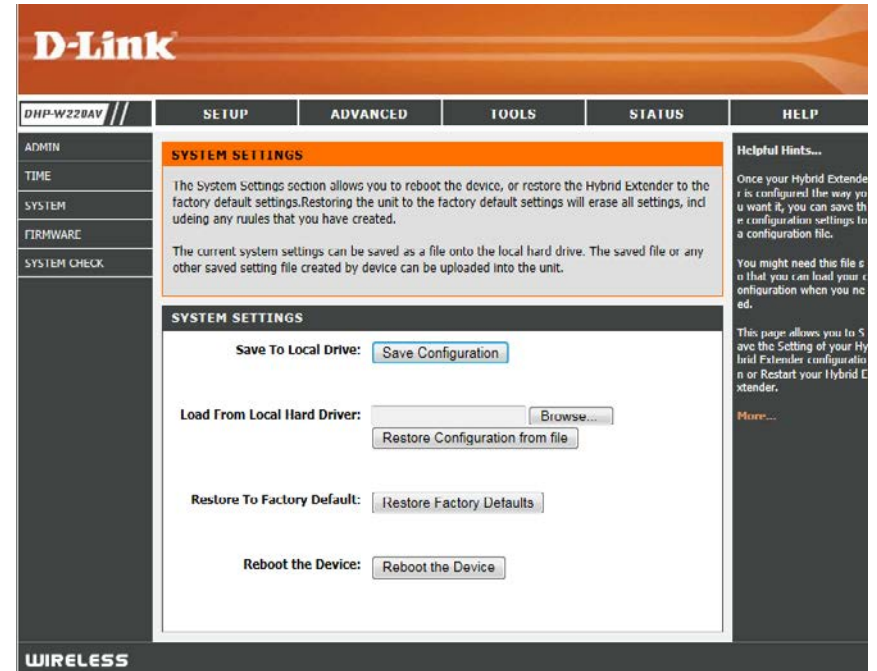 D-Link
DHP-W220AV
SETUP
ADVANCED
TOOLS
STATUS
HELP
ADMIN
TIME
SYSTEM
FIRMWARE
SYSTEM CHECK
SYSTEM SETTINGS
The System Settings section allows you to reboot the device, or restore the Hybrid Extender to the
factory default settings.Restoring the unit to the factory default settings will erase all settings, incl
udeing any ruules that you have created.
The current system settings can be saved as a file onto the local hard drive. The saved file or any
other saved setting file created by device can be uploaded into the unit.
SYSTEM SETTINGS
Save To Local Drive:
Save Configuration
Load From Local Hard Driver:
Browse...
Restore Configuration from file
Restore To Factory Default:
Restore Factory Defaults
Reboot the Device:
Reboot the Device
Helpful Hints...
Once your Hybrid Extende
r is configured the way yo
u want it, you can save th
e configuration settings to
a configuration file.
You might need this file s
o that you can load your c
onfiguration when you ne
ed.
This page allows you to S
ave the Setting of your Hy
brid Extender configuratio
n or Restart your Hybrid E
xtender.
More...
WIRELESS